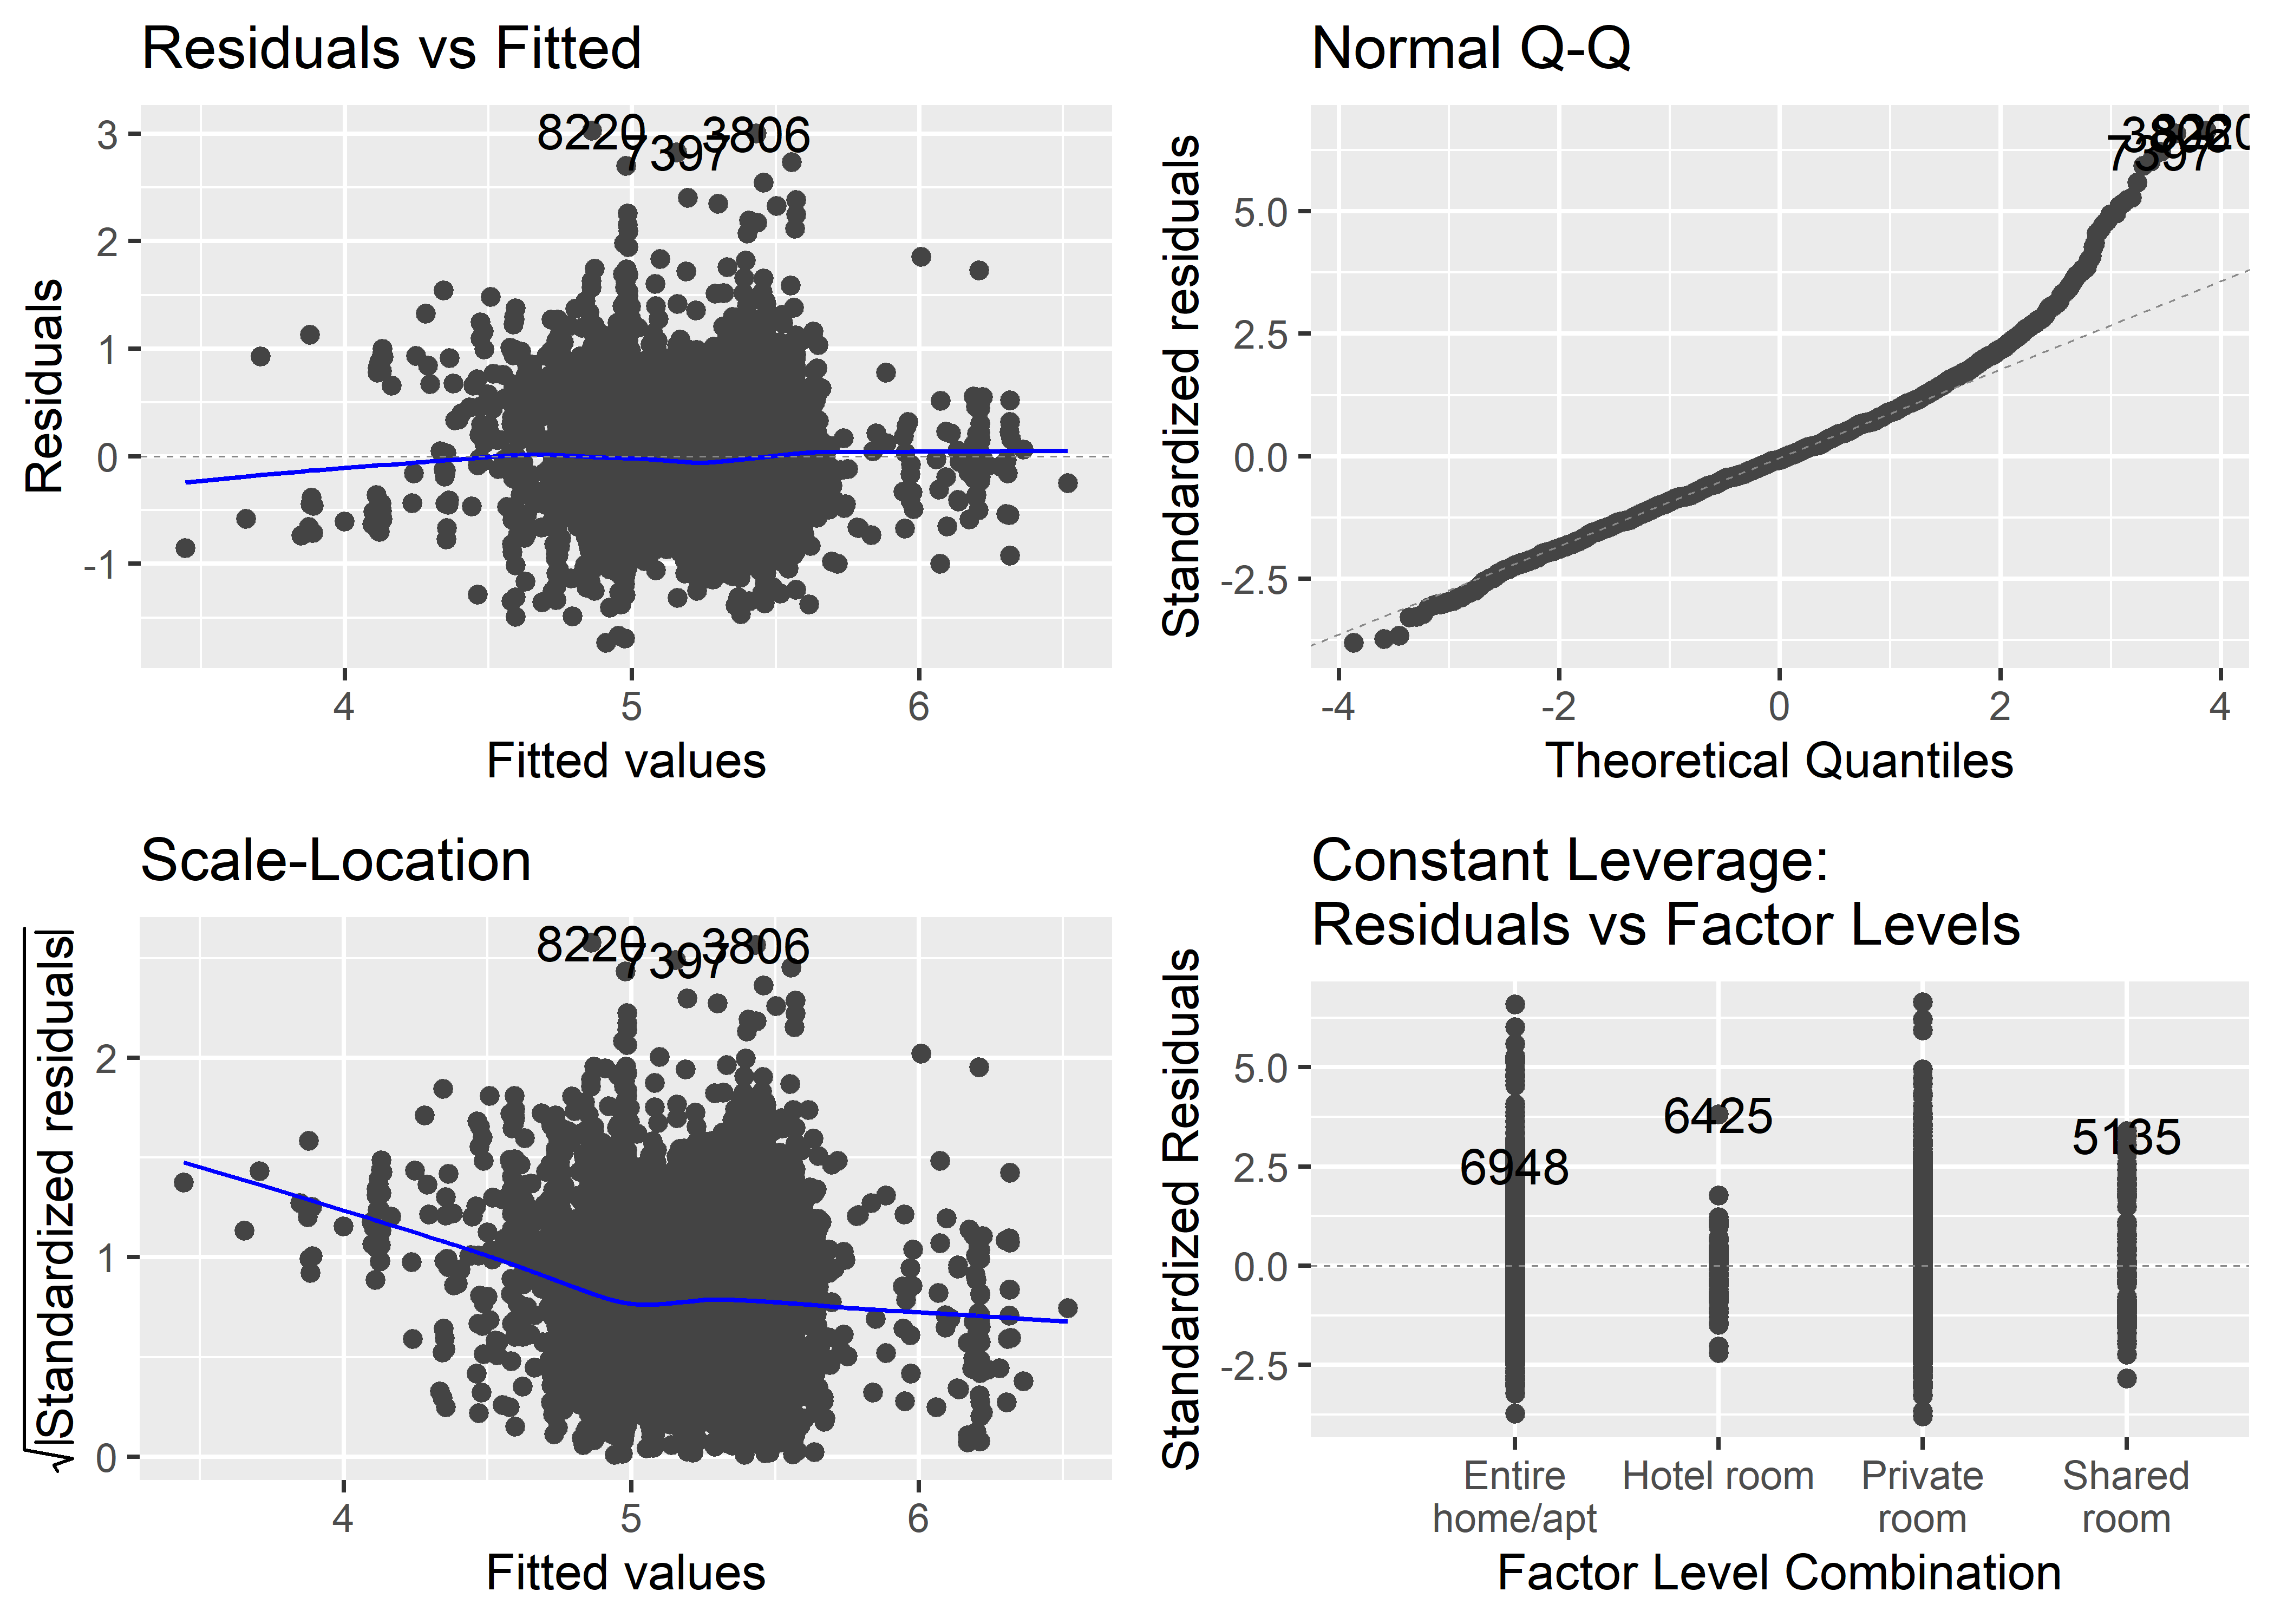 Residuals vs Fitted
Residuals
3
2
1
0
-1
8220
7397
3806
4
5
6
Fitted values
Normal Q-Q
Standardized residuals
5.0
2.5
0.0
-2.5
3806
8220
7397
-4
-2
0
2
4
Theoretical Quantiles
Scale-Location
√|Standardized residuals|
2
1
0
8220
7397
3806
4
5
6
Fitted values
Constant Leverage:
Residuals vs Factor Levels
Standardized Residuals
5.0
2.5
0.0
-2.5
6948
6425
5135
Entire
home/apt
Hotel room
Private
room
Shared
room
Factor Level Combination